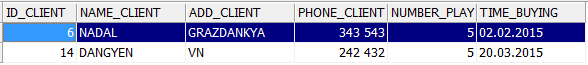 ID_CLIENT NAME_CLIENT ADD_CLIENT PHONE_CLIENT NUMBER_PLAY TIME_BUYING
6 NADAL GRAZDANKYA 343 543 5 02.02.2015
14 DANGYEN VN 242 432 5 20.03.2015